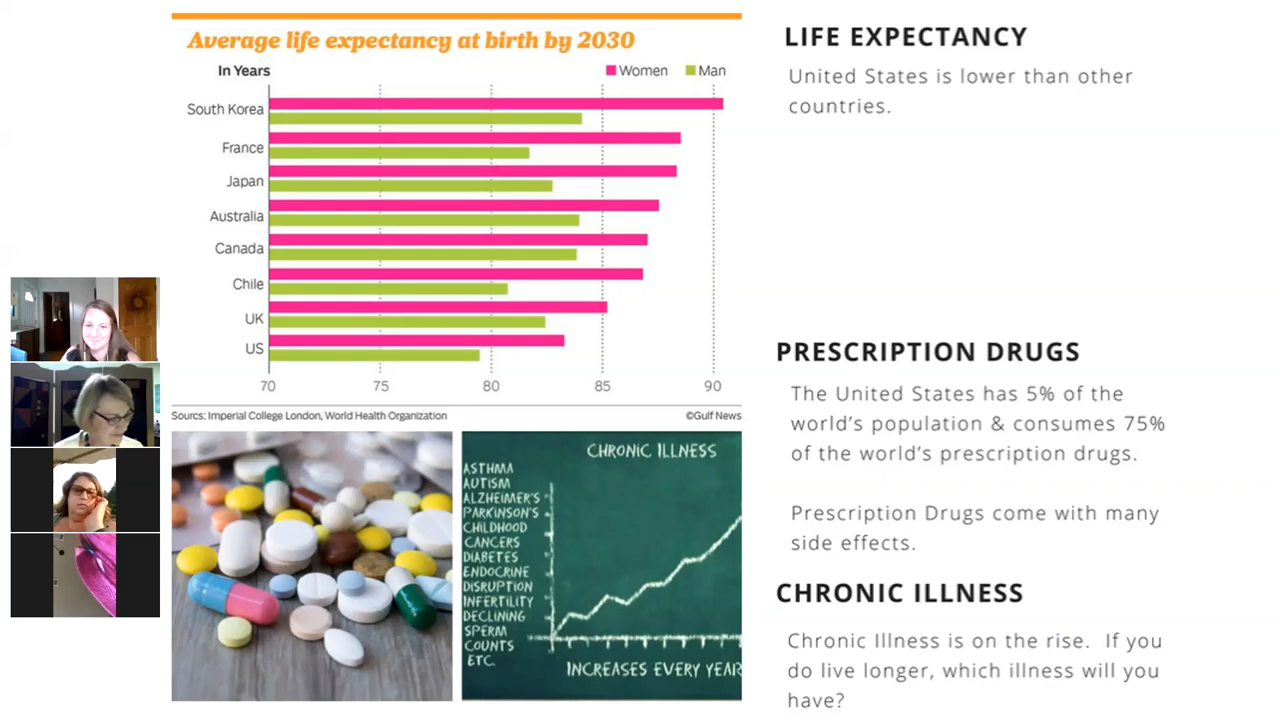 Average life expectancy at birth by 2030
In Years
Women
Man
South Korea
France
Japan
Australia
Canada
Chile
UK
US
70 75 80 85 90
Sourcs: Imperial College London, World Health Organization
©Gulf News
CHRONIC ILLNESS
ASTHMA
AUTISM
ALZHEIMER'S
PARKINSON'S
CHILDHOOD
CANCERS
DIABETES
ENDOCRINE
DISRUPTION
INFERTILITY
DECLINING
SPERM
COUNTS
ETC.
INCREASES EVERY YEAR
LIFE EXPECTANCY
United States is lower than other
countries.
PRESCRIPTION DRUGS
The United States has 5% of the
world's population & consumes 75%
of the world's prescription drugs.
Prescription Drugs come with many
side effects.
CHRONIC ILLNESS
Chronic Illness is on the rise.  If you
do live longer, which illness will you
have?